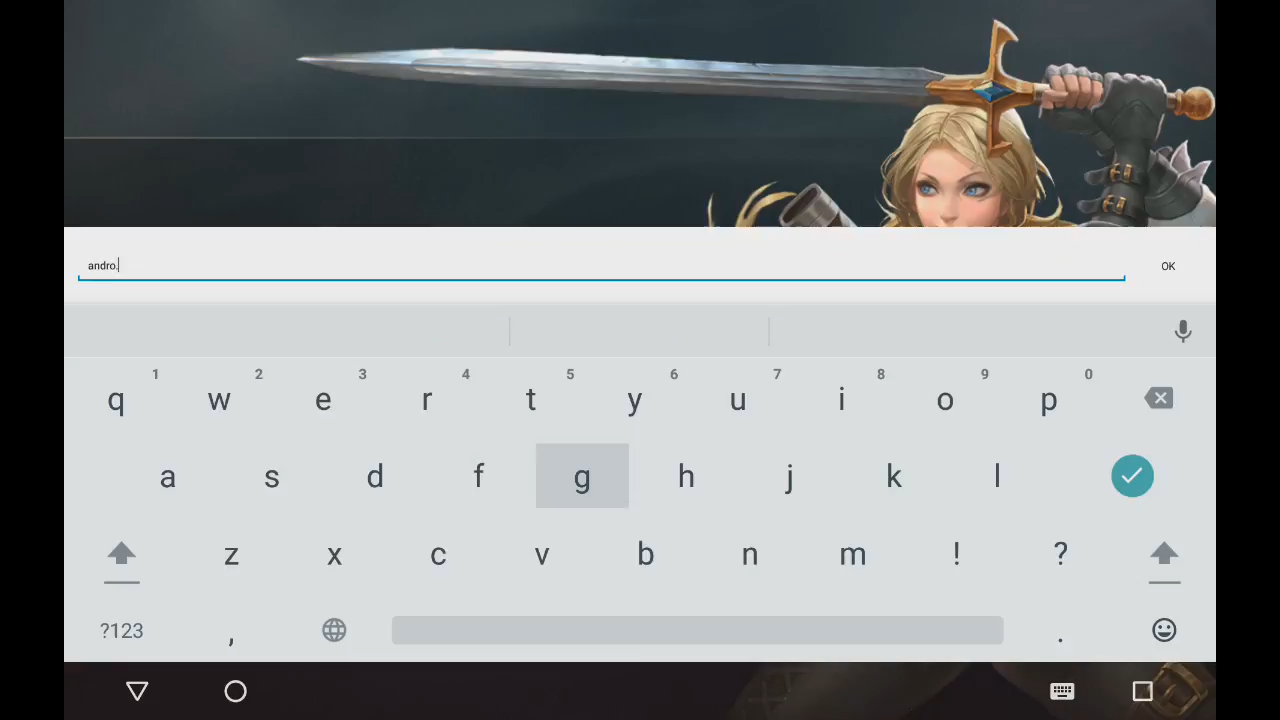 andro.
OK
1 2 3 4 5 6 7 8 9 0
q w e r t y u i o p
a s d f g h j k l
z x c v b n m ! ?
?123 , .